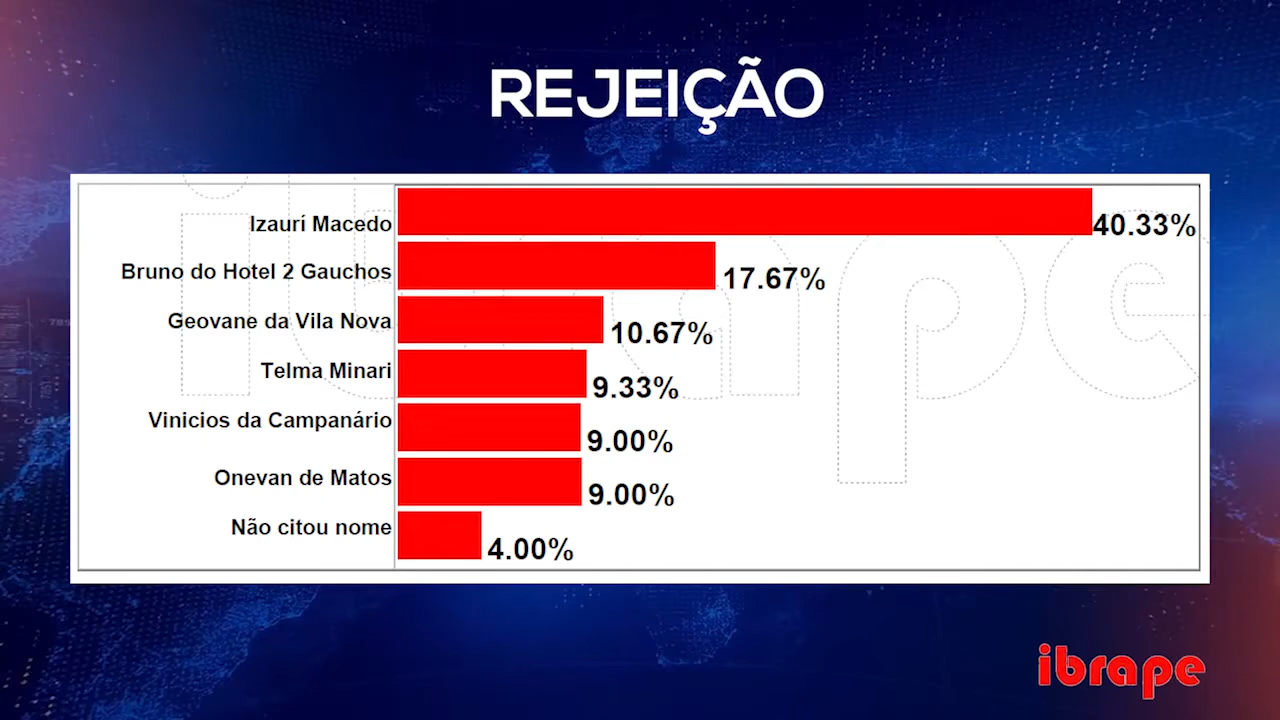 REJEIÇÃO
Izaurí Macedo 40.33%
Bruno do Hotel 2 Gauchos 17.67%
Geovane da Vila Nova 10.67%
Telma Minari 9.33%
Vinicios da Campanário 9.00%
Onevan de Matos 9.00%
Não citou nome 4.00%
ibrape
ibrape